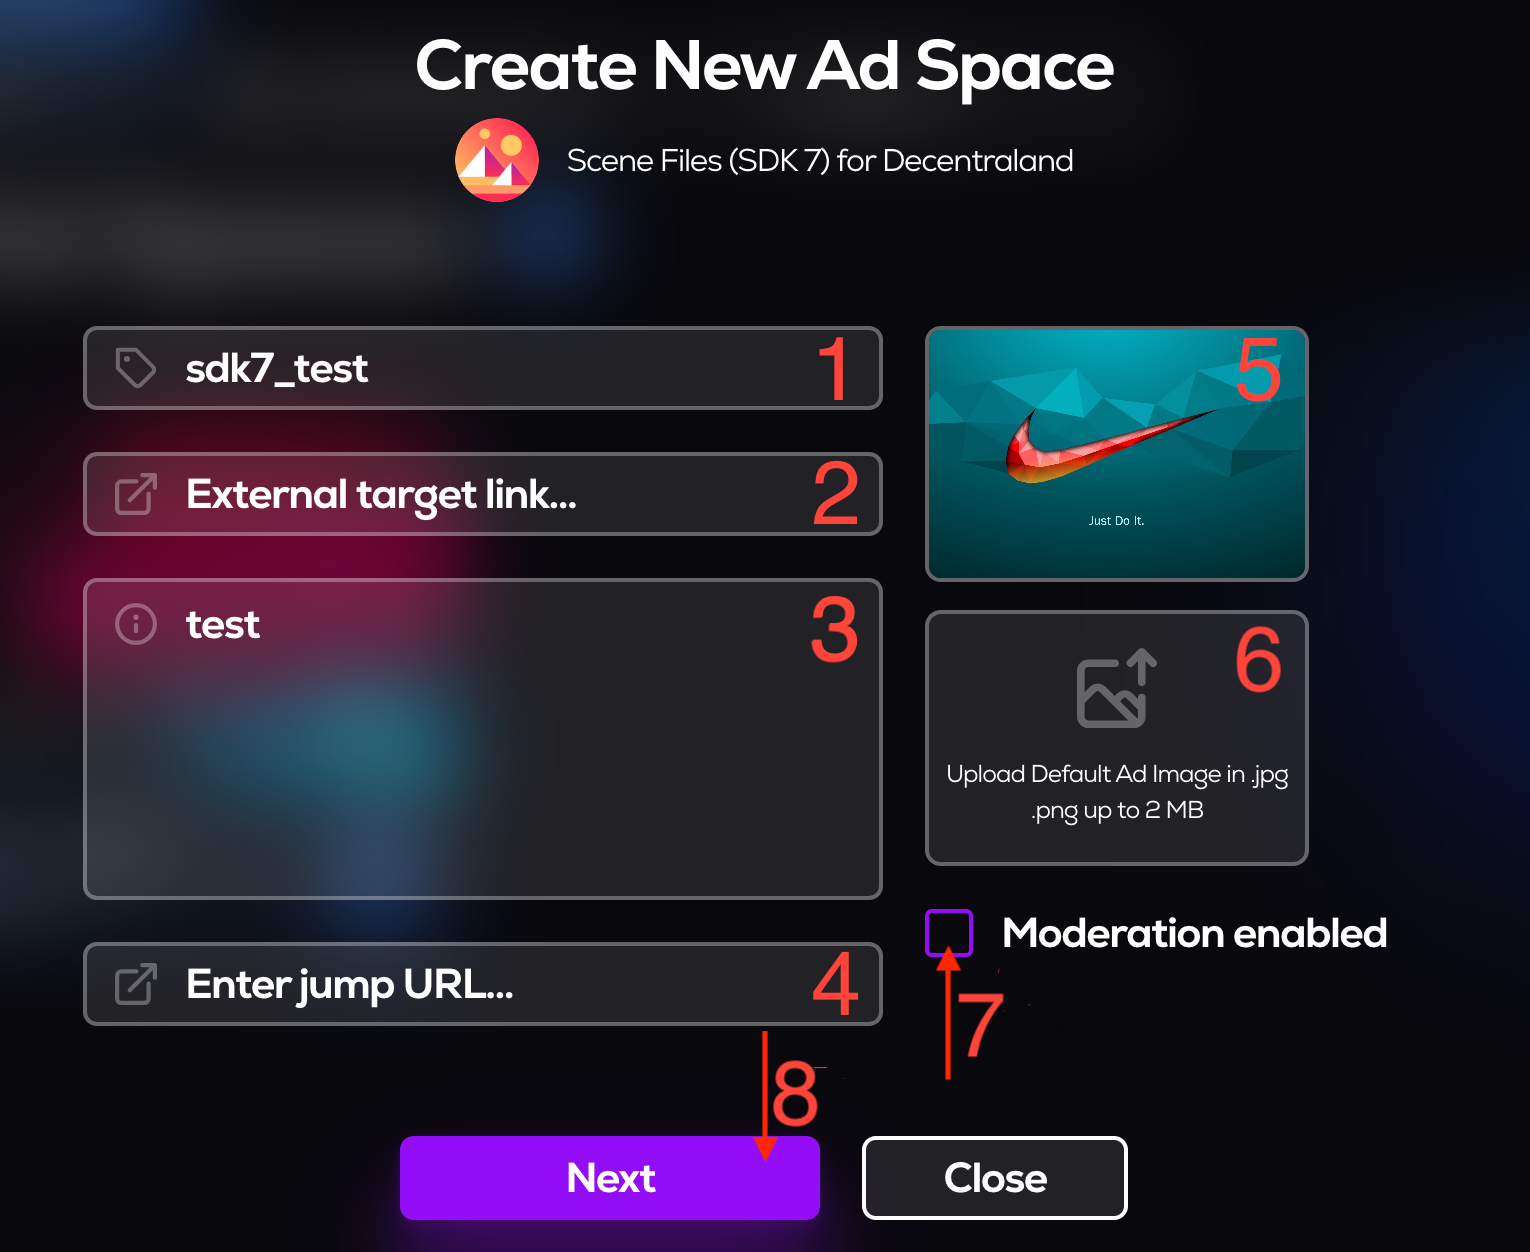 Create New Ad Space
Scene Files (SDK 7) for Decentraland
sdk7_test
1
External target link...
2
test
3
Enter jump URL...
4
5
Just Do It.
6
Upload Default Ad Image in .jpg
.png up to 2 MB
Moderation enabled
7
8
Next
Close